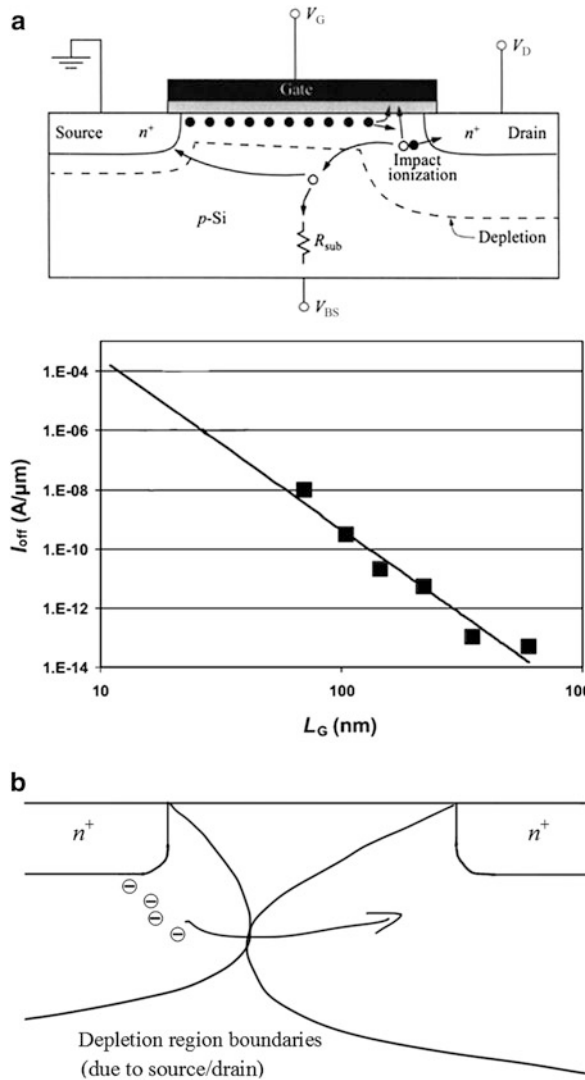 a
V_G
V_D
Gate
Source n⁺
n⁺ Drain
Impact
ionization
p-Si
R_sub
Depletion
V_BS
I_off (A/μm)
1.E-04
1.E-06
1.E-08
1.E-10
1.E-12
1.E-14
10
100
100
L_G (nm)
b
n⁺
n⁺
Depletion region boundaries
(due to source/drain)